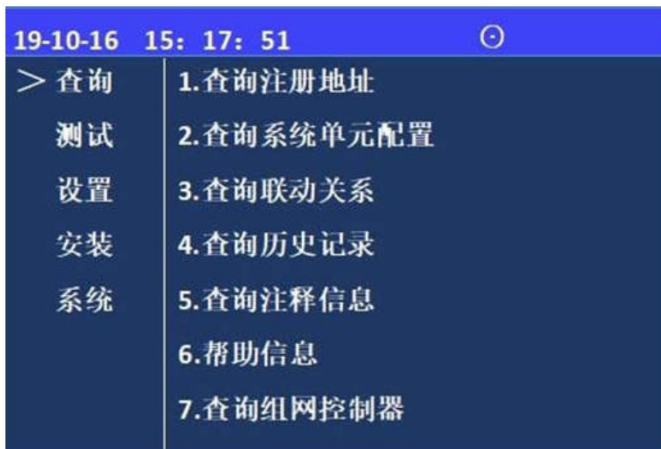 19-10-16 15: 17: 51
> 查询 1.查询注册地址
测试 2.查询系统单元配置
设置 3.查询联动关系
安装 4.查询历史记录
系统 5.查询注释信息
6.帮助信息
7.查询组网控制器